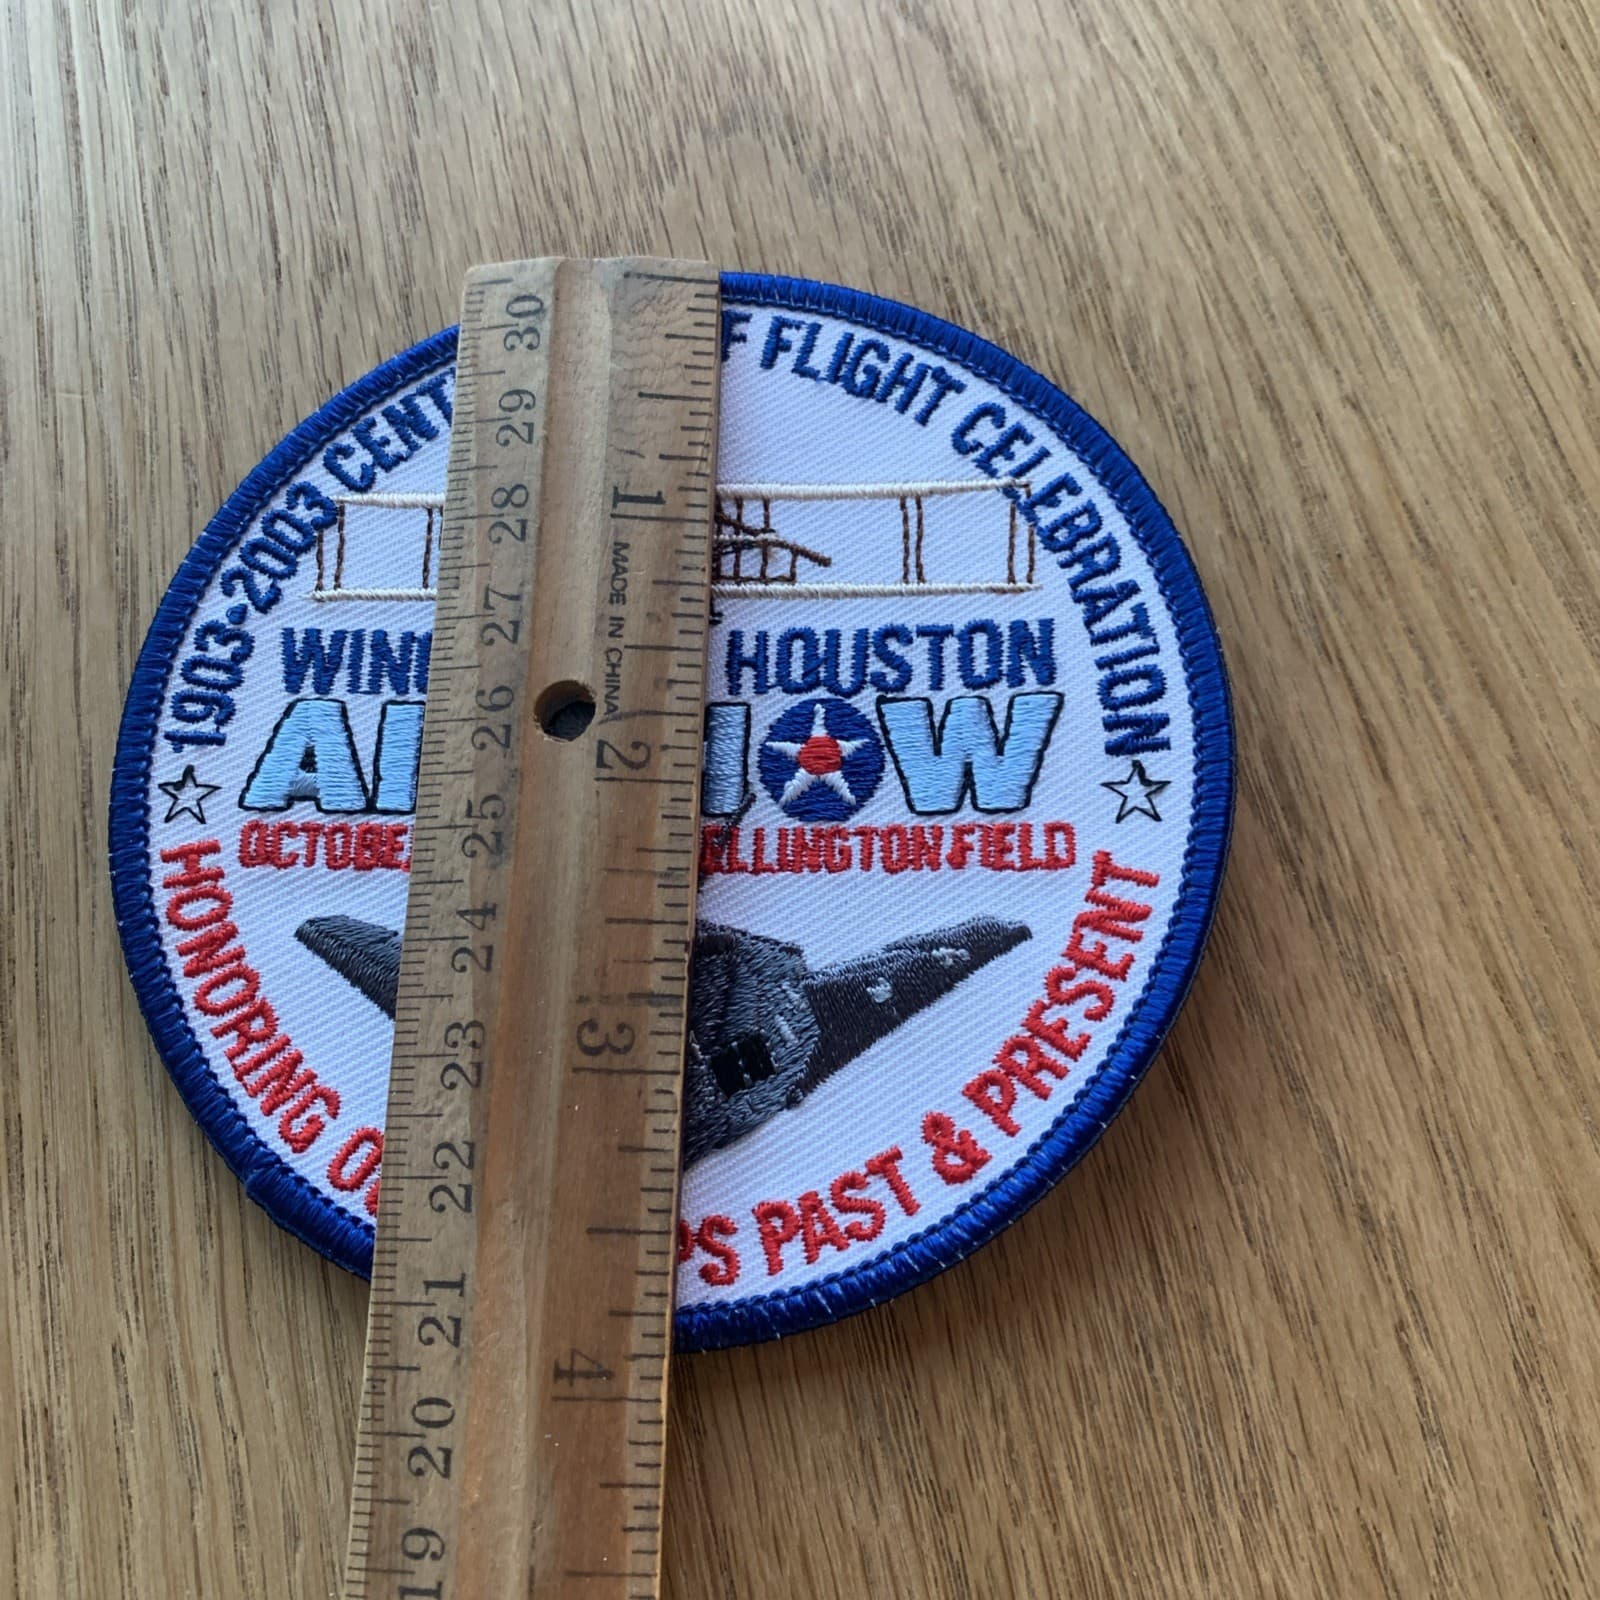 1903•2003 CENT
F FLIGHT CELEBRATION
WIN
HOUSTON
A
OW
OCTOBE
ELLINGTON FIELD
HONORING
PS PAST & PRESENT
30
29
28
27
26
25
24
23
22
21
20
19
1
MADE IN CHINA
2
3
4